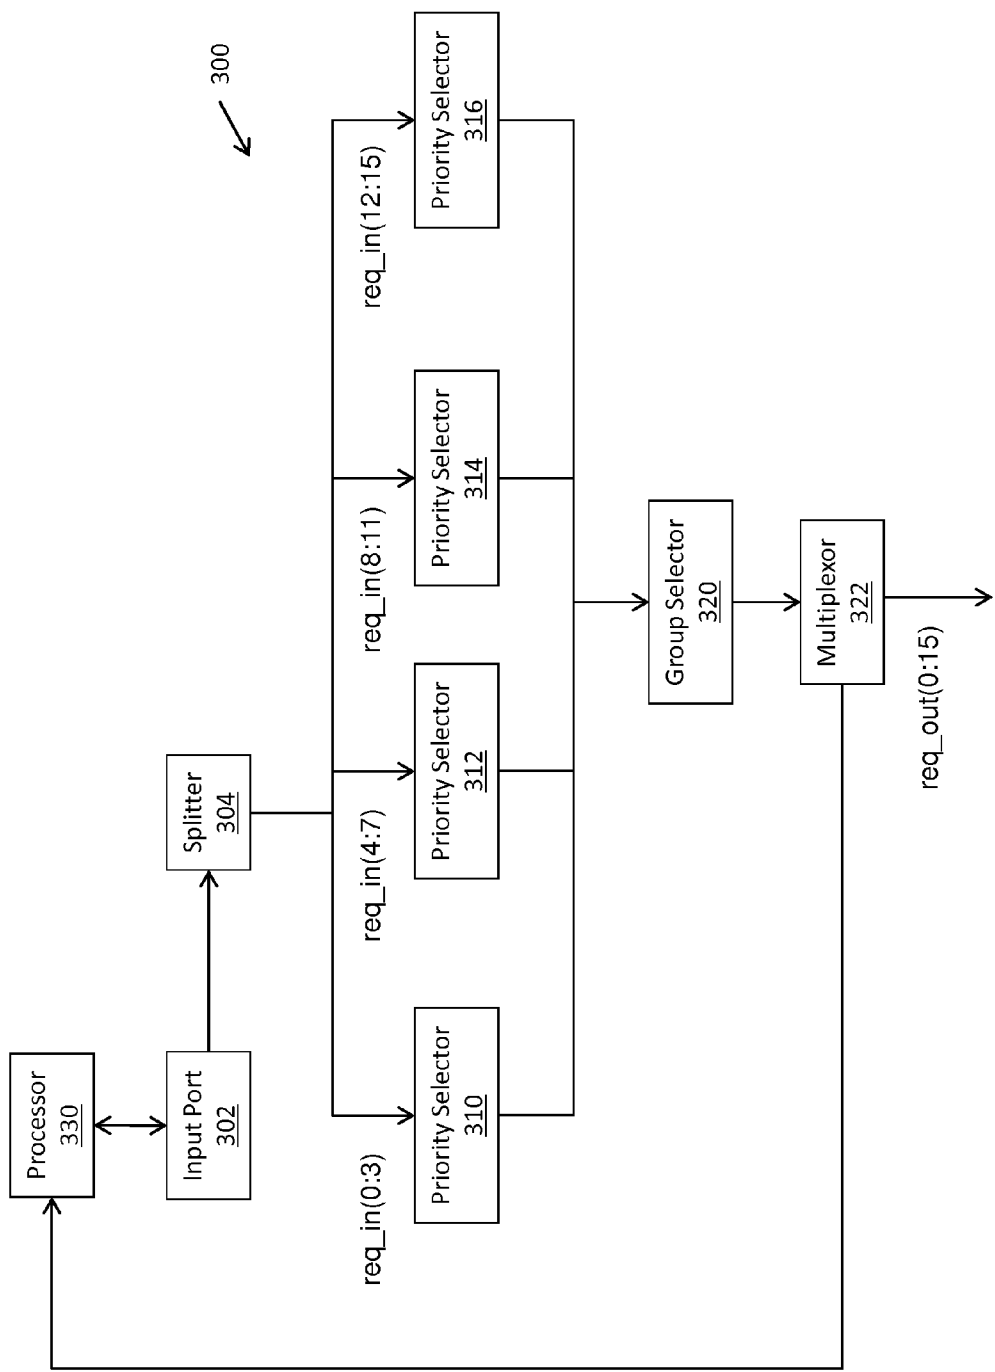 300
Processor
330
Input Port
302
Splitter
304
req_in(0:3)
req_in(4:7)
req_in(8:11)
req_in(12:15)
Priority Selector
310
Priority Selector
312
Priority Selector
314
Priority Selector
316
Group Selector
320
Multiplexor
322
req_out(0:15)